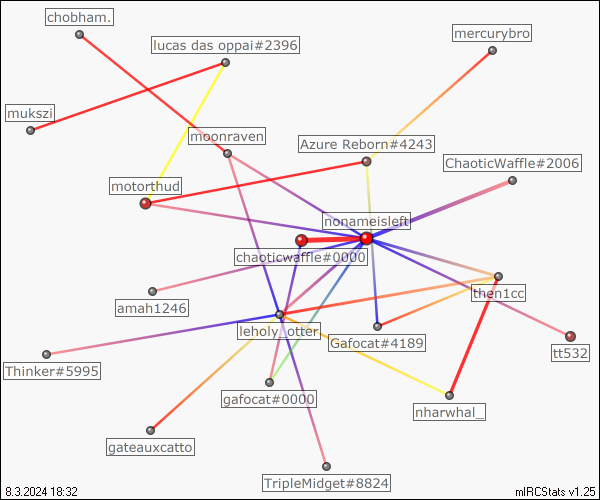 chobham.
lucas das oppai#2396
mercurybro
mukszi
moonraven
Azure Reborn#4243
ChaoticWaffle#2006
motorthud
nonameisleft
chaoticwaffle#0000
then1cc
amah1246
leholy_otter
Gafocat#4189
tt532
Thinker#5995
gafocat#0000
nharwhal_
gateauxcatto
TripleMidget#8824
8.3.2024 18:32
mIRCStats v1.25